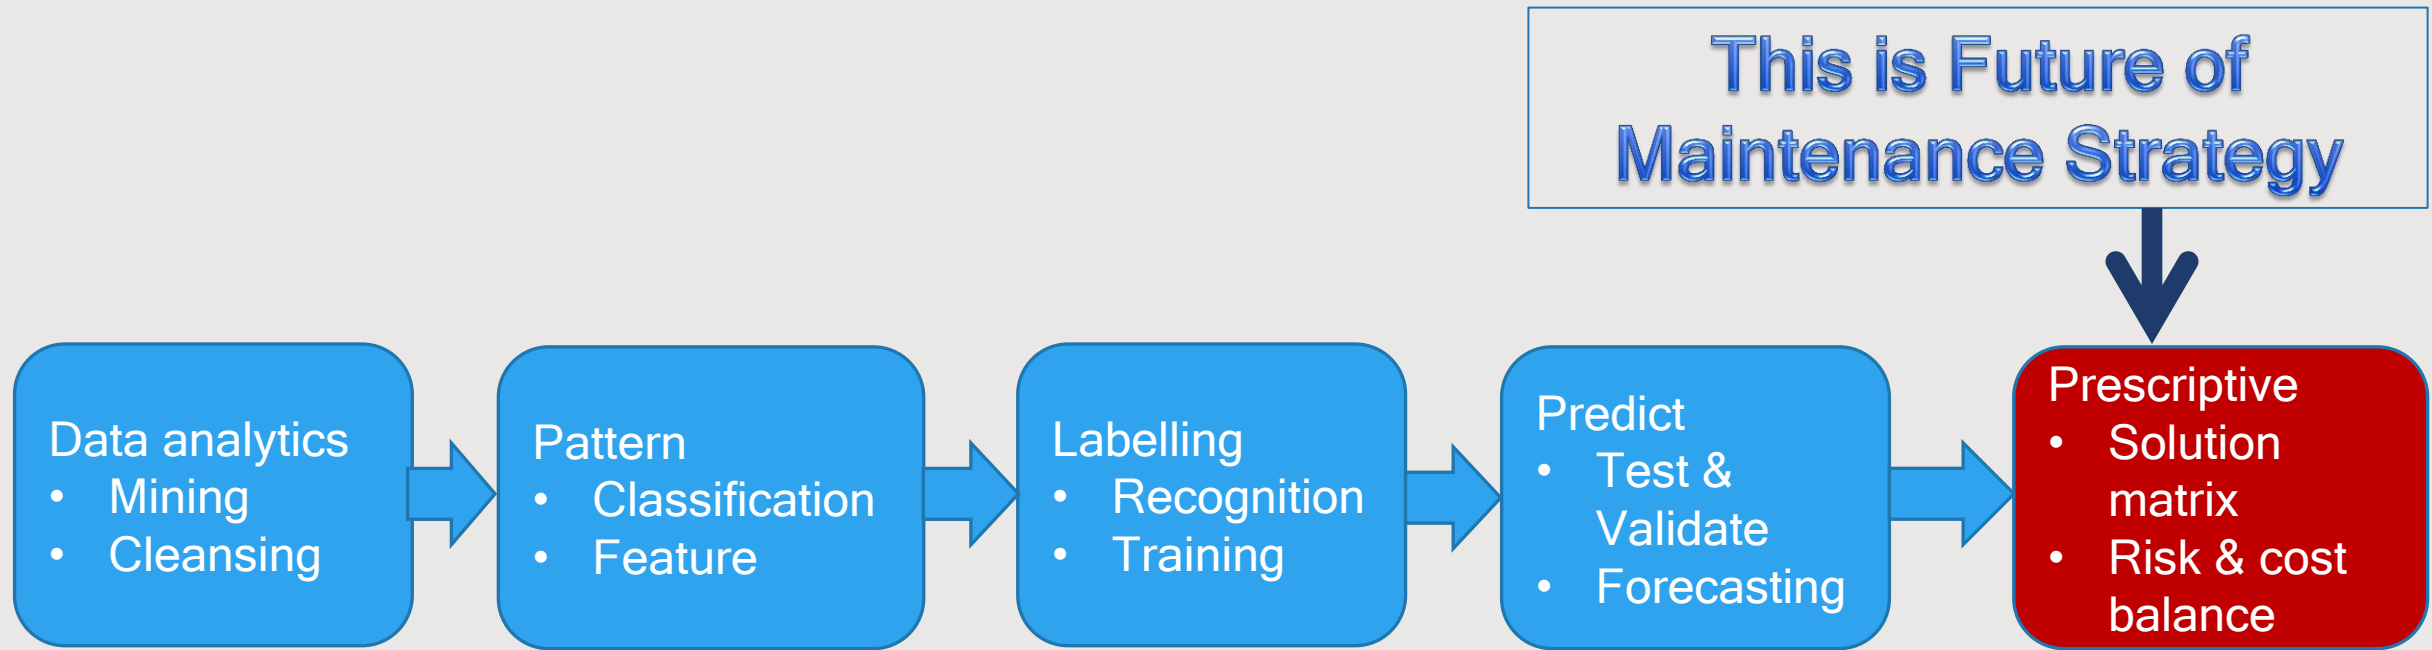 This is Future of
Maintenance Strategy
Data analytics
• Mining
• Cleansing
Pattern
• Classification
• Feature
Labelling
• Recognition
• Training
Predict
• Test &
Validate
• Forecasting
Prescriptive
• Solution
matrix
• Risk & cost
balance